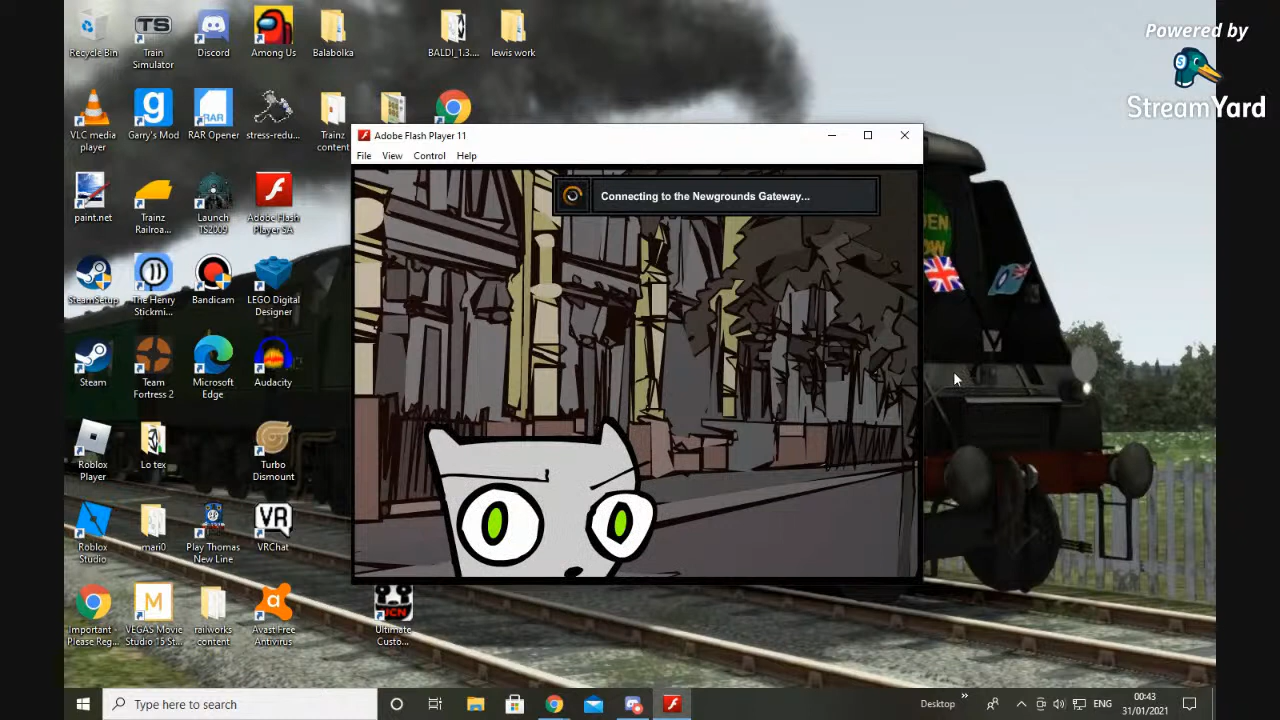 Powered by
StreamYard
Recycle Bin
Train
Simulator
TS
Discord
Among Us
Balabolka
BALDI_1.3....
lewis work
VLC media
player
Garry's Mod
RAR
RAR Opener
stress-redu...
Trainz
content
paint.net
Trainz
Railroa...
Launch
TS2009
Adobe Flash
Player SA
SteamSetup
The Henry
Stickmi...
Bandicam
LEGO Digital
Designer
Steam
Team
Fortress 2
Microsoft
Edge
Audacity
Roblox
Player
Lo tex
Turbo
Dismount
Roblox
Studio
mari0
Play Thomas
New Line
VR
VRChat
Important -
Please Reg...
M
VEGAS Movie
Studio 15 St...
railworks
content
Avast Free
Antivirus
UCN
Ultimate
Custo...
Adobe Flash Player 11
File View Control Help
Connecting to the Newgrounds Gateway...
Type here to search
Desktop
ENG
00:43
31/01/2021